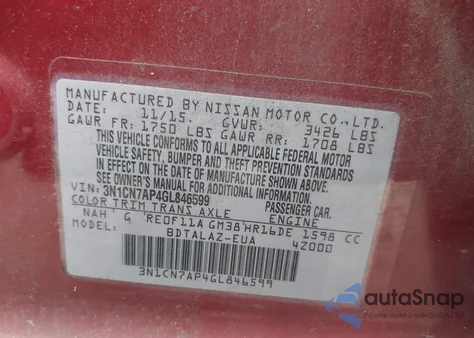 MANUFACTURED BY NISSAN MOTOR CO., LTD.
DATE: 11/15. GVWR: 3426 LBS
GAWR FR: 1750 LBS GAWR RR: 1708 LBS
THIS VEHICLE CONFORMS TO ALL APPLICABLE FEDERAL MOTOR
VEHICLE SAFETY, BUMPER AND THEFT PREVENTION STANDARDS
IN EFFECT ON THE DATE OF MANUFACTURE SHOWN ABOVE.
SEE OWNER'S MANUAL FOR ADDITIONAL INFORMATION.
VIN: 3N1CN7AP4GL846599 PASSENGER CAR
COLOR TRIM TRANS AXLE ENGINE
NAH G RE0F11A GM38 HR16DE 1598 CC
BDTALAZ-EUA 42000
3N1CN7AP4GL846599
autoSnap